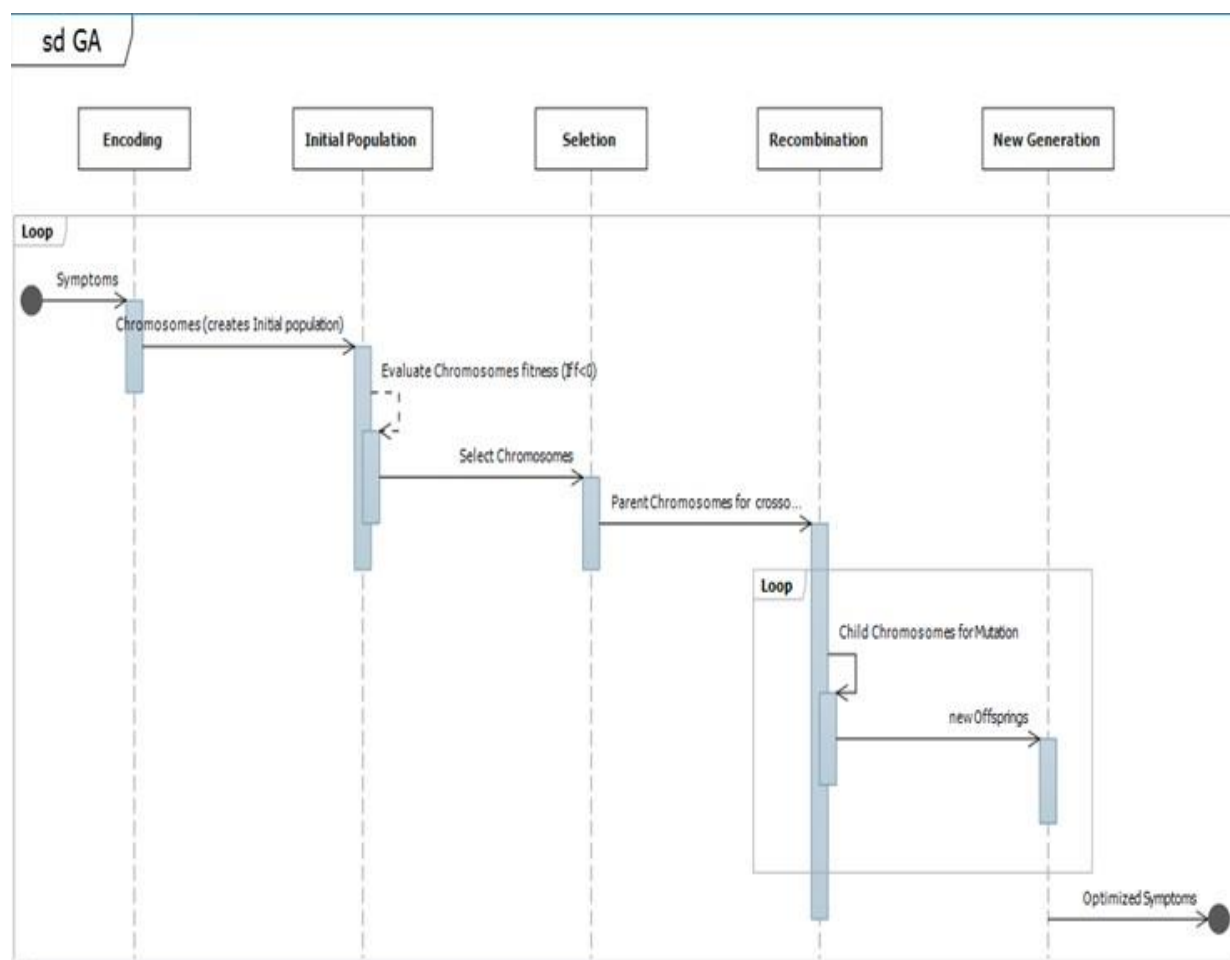 sd GA
Encoding
Initial Population
Seletion
Recombination
New Generation
Loop
Symptoms
Chromosomes (creates Initial population)
Evaluate Chromosomes fitness (If f<0)
Select Chromosomes
Parent Chromosomes for crosso...
Loop
Child Chromosomes for Mutation
new Offsprings
Optimized Symptoms